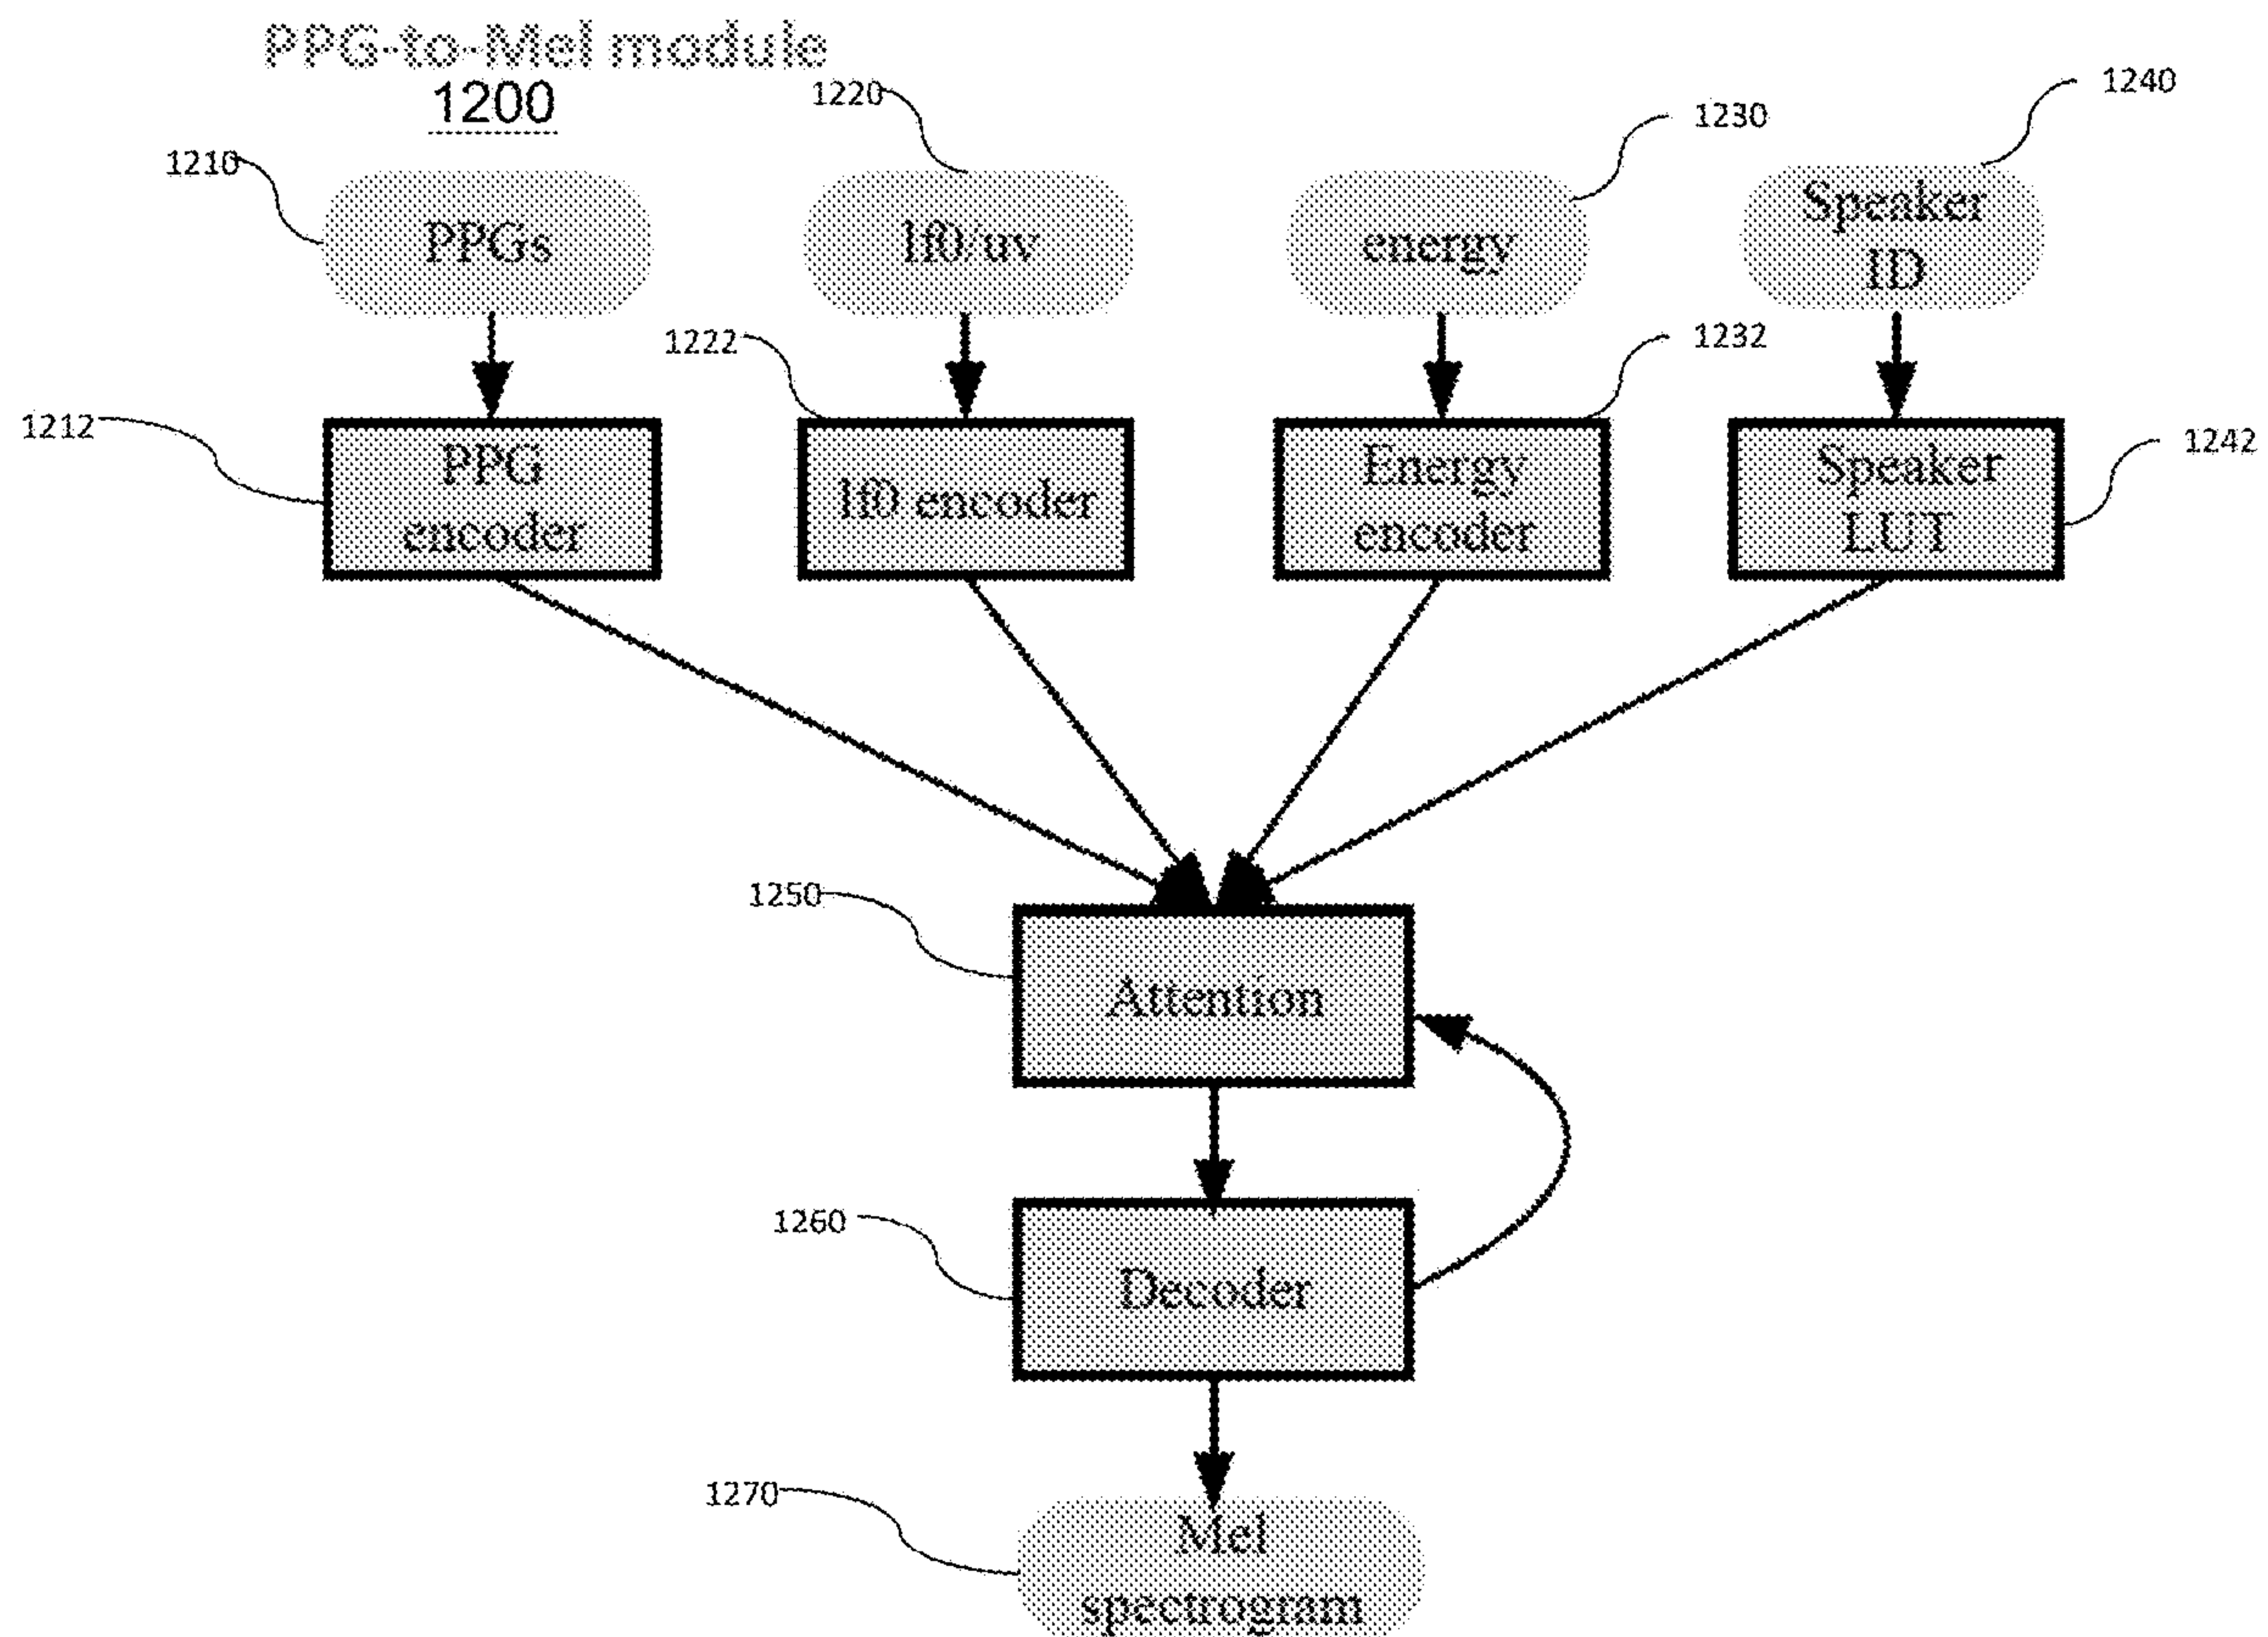 PPG-to-Mel module
1200
1220
1240
1230
1210
PPGs
lf0/uv
energy
Speaker
ID
1222
1232
1212
PPG
encoder
lf0 encoder
Energy
encoder
Speaker
LUT
1242
1250
Attention
1260
Decoder
1270
Mel
spectrogram